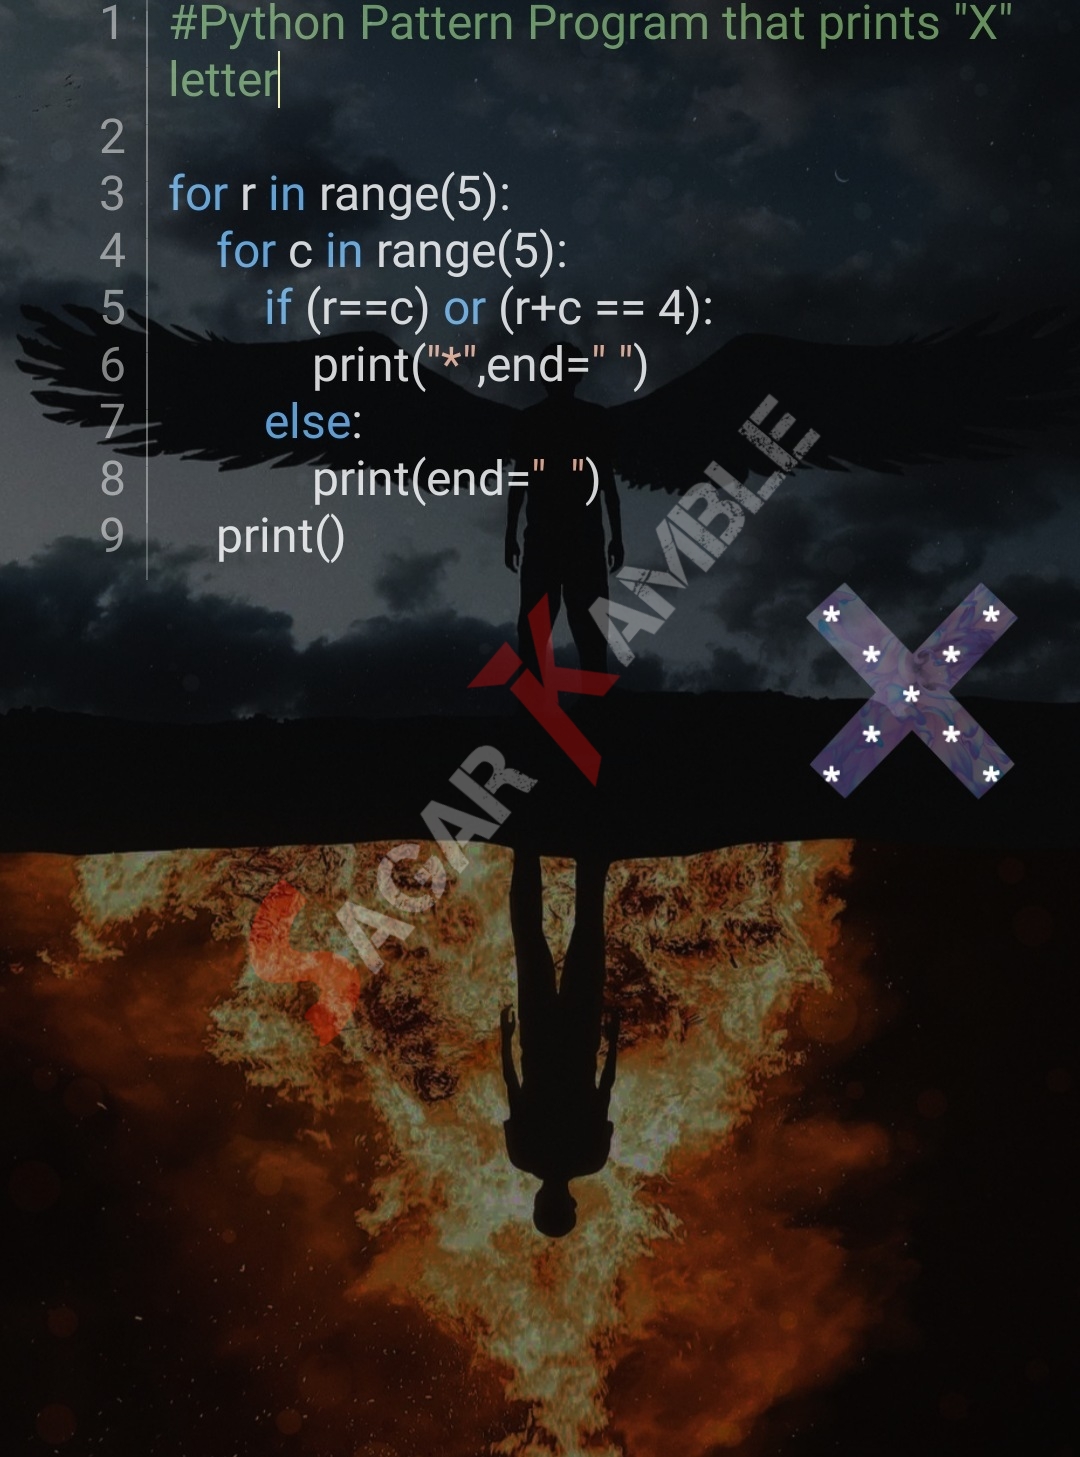 1 #Python Pattern Program that prints "X"
letter
2
3 for r in range(5):
4     for c in range(5):
5         if (r==c) or (r+c == 4):
6             print("*",end=" ")
7         else:
8             print(end="  ")
9     print()
*       *
  *   *
    *
  *   *
*       *
SAGAR KAMBLE